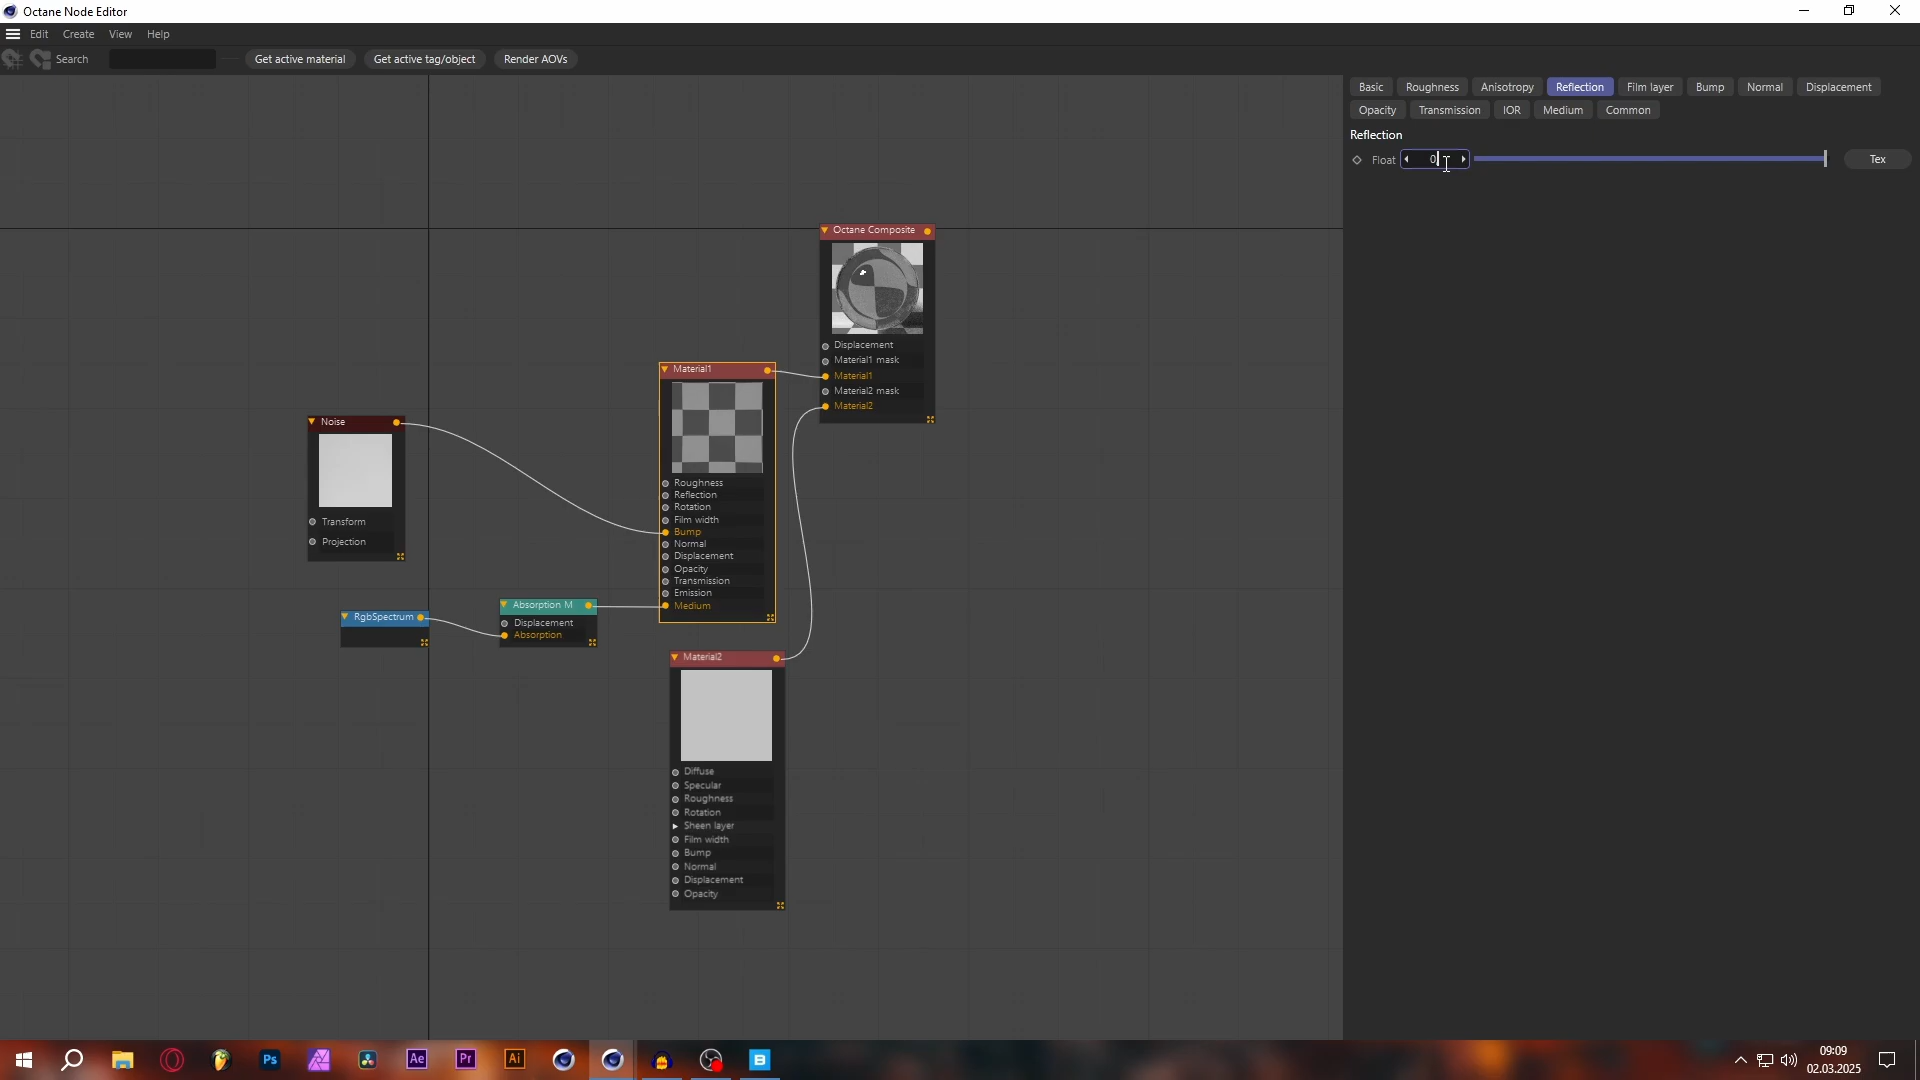 Octane Node Editor
Edit Create View Help
Search Get active material Get active tag/object Render AOVs
Basic Roughness Anisotropy Reflection Film layer Bump Normal Displacement
Opacity Transmission IOR Medium Common
Reflection
Float 0 Tex
Octane Composite
Displacement
Material1 mask
Material1
Material2 mask
Material2
Material1
Roughness
Reflection
Rotation
Film width
Bump
Normal
Displacement
Opacity
Transmission
Emission
Medium
Noise
Transform
Projection
RgbSpectrum
Absorption M
Displacement
Absorption
Material2
Diffuse
Specular
Roughness
Rotation
Sheen layer
Film width
Bump
Normal
Displacement
Opacity
Ps Ae Pr Ai B
09:09
02.03.2025